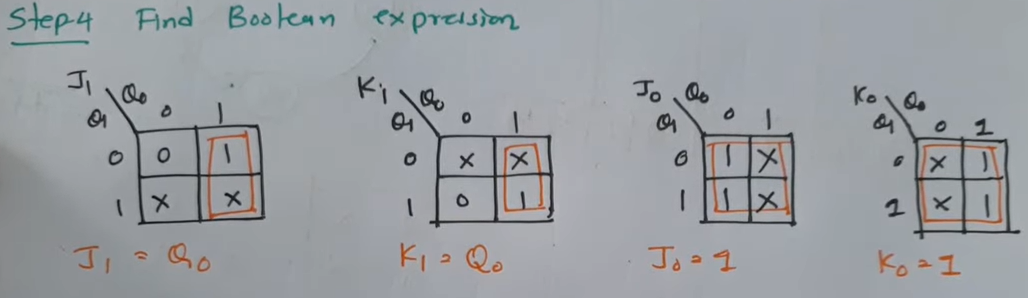 Step-4 Find Boolean expression
J1 Q0 K1 Q0 J0 Q0 K0 Q0
Q1 0 1 Q1 0 1 Q1 0 1 Q1 0 1
0 0 1 0 x x 0 1 x 0 x 1
1 x x 1 0 1 1 1 x 1 x 1
J1 = Q0 K1 = Q0 J0 = 1 K0 = 1